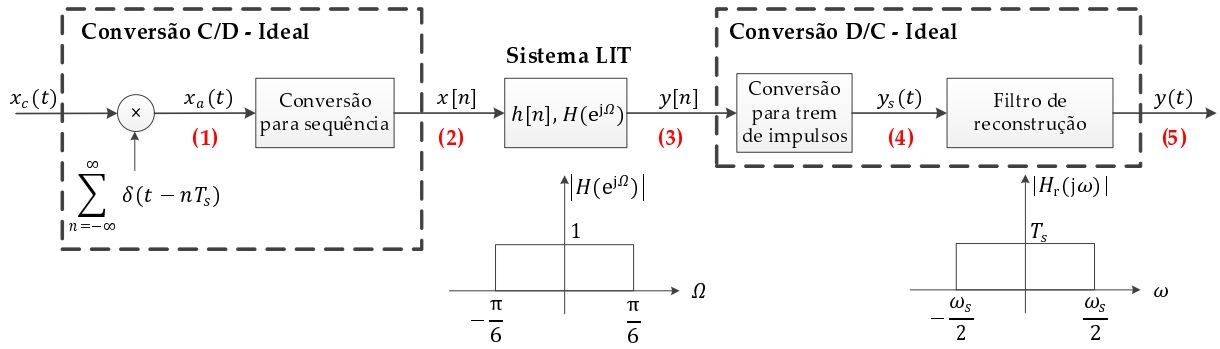 Conversão C/D - Ideal
x_c(t)
×
x_a(t)
(1)
Conversão
para sequência
x[n]
(2)
∞
∑ δ(t − nT_s)
n=−∞
Sistema LIT
h[n], H(e^{jΩ})
y[n]
(3)
Conversão D/C - Ideal
Conversão
para trem
de impulsos
y_s(t)
(4)
Filtro de
reconstrução
y(t)
(5)
|H(e^{jΩ})|
1
−π/6
π/6
Ω
|H_r(jω)|
T_s
−ω_s/2
ω_s/2
ω